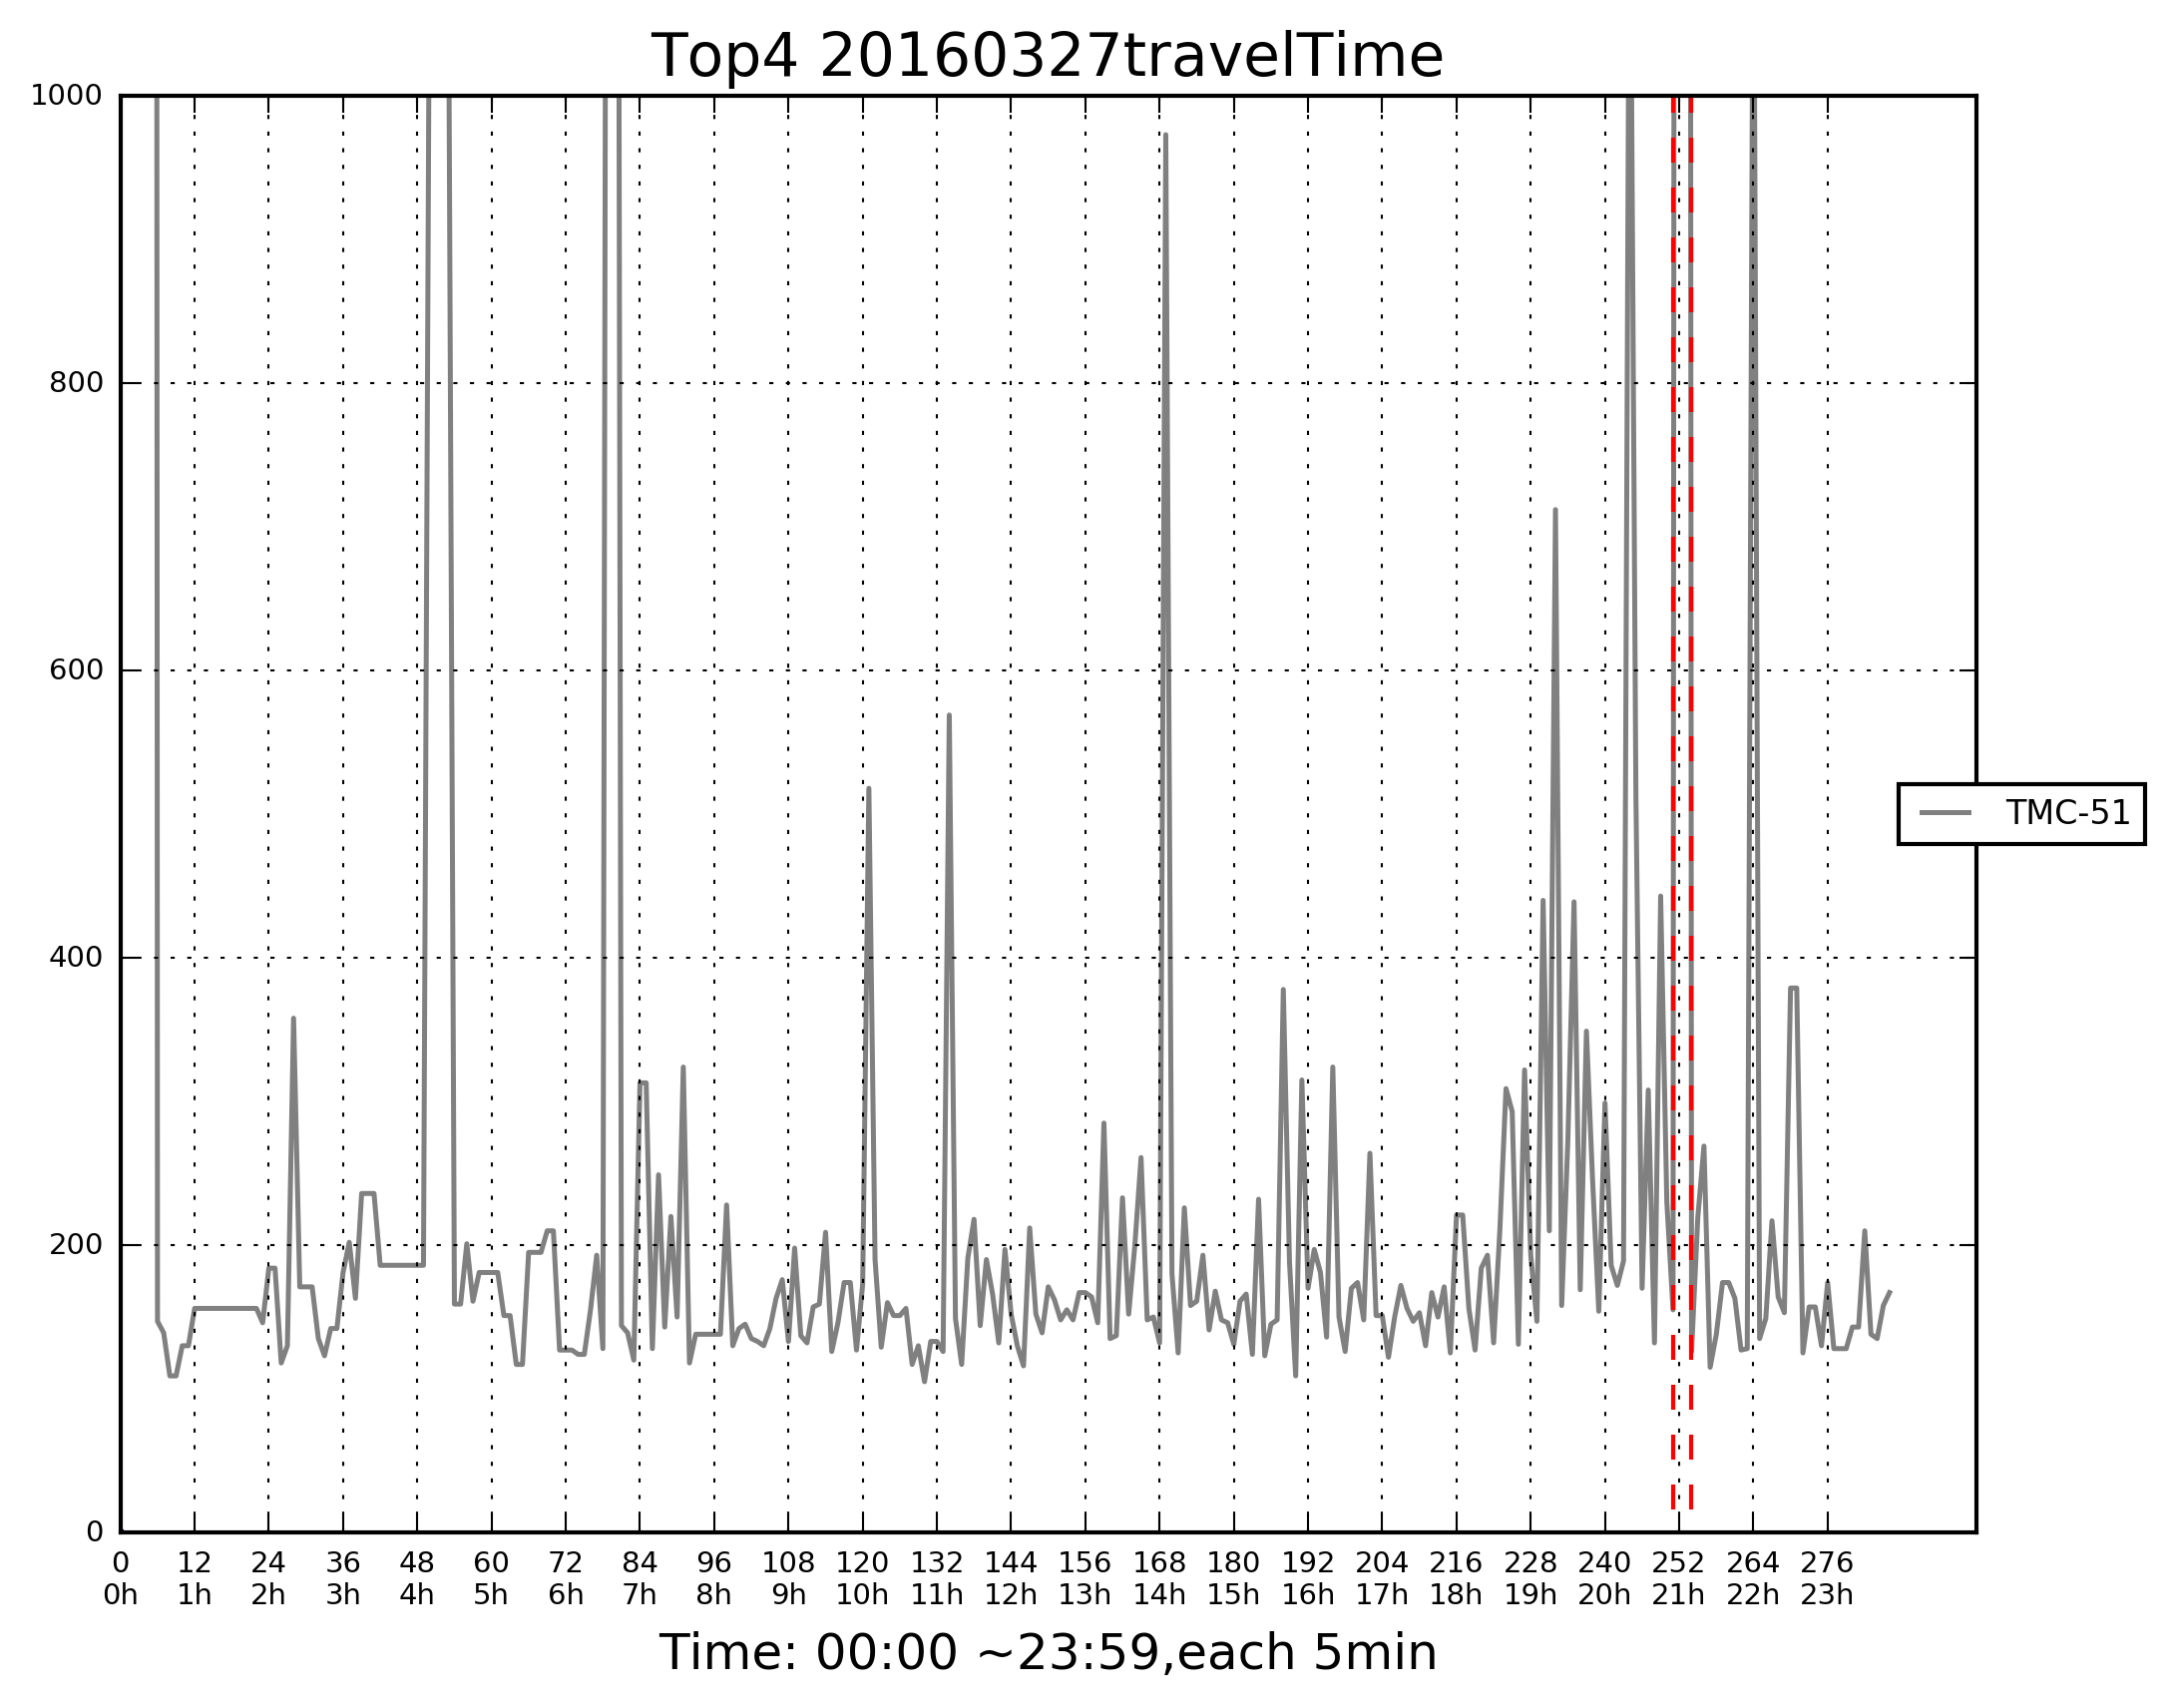 Top4 20160327travelTime
1000
800
600
400
200
0
TMC-51
0 12 24 36 48 60 72 84 96 108 120 132 144 156 168 180 192 204 216 228 240 252 264 276
0h 1h 2h 3h 4h 5h 6h 7h 8h 9h 10h 11h 12h 13h 14h 15h 16h 17h 18h 19h 20h 21h 22h 23h
Time: 00:00 ~23:59,each 5min